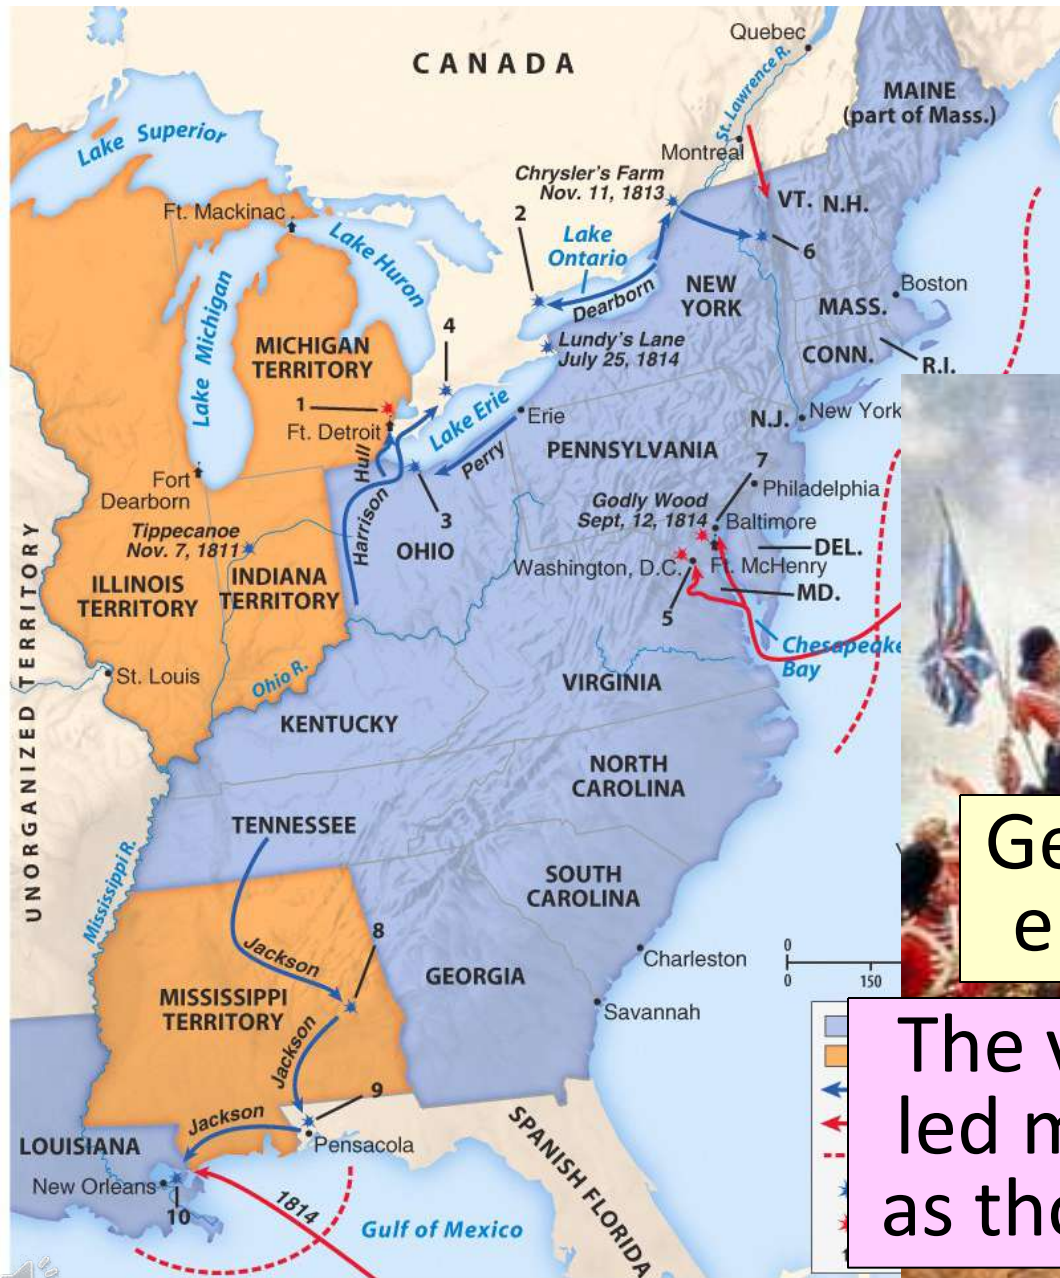 Quebec
CANADA
St. Lawrence R.
MAINE
(part of Mass.)
Lake Superior
Montreal
Chrysler's Farm
Nov. 11, 1813
VT.
N.H.
Ft. Mackinac
2
Lake Huron
Lake
Ontario
6
Dearborn
NEW
YORK
Boston
Lake Michigan
MASS.
4
Lundy's Lane
July 25, 1814
MICHIGAN
TERRITORY
CONN.
R.I.
1
Ft. Detroit
Lake Erie
Erie
N.J.
New York
Hull
Perry
PENNSYLVANIA
7
Fort
Dearborn
Philadelphia
Godly Wood
Sept, 12, 1814
Baltimore
3
Harrison
Tippecanoe
Nov. 7, 1811
OHIO
DEL.
Washington, D.C.
Ft. McHenry
ILLINOIS
TERRITORY
INDIANA
TERRITORY
MD.
5
UNORGANIZED TERRITORY
Chesapeake
Bay
St. Louis
Ohio R.
VIRGINIA
KENTUCKY
NORTH
CAROLINA
TENNESSEE
Mississippi R.
SOUTH
CAROLINA
8
Jackson
Charleston
0
0
150
GEORGIA
MISSISSIPPI
TERRITORY
Savannah
Jackson
9
Jackson
LOUISIANA
Pensacola
SPANISH FLORIDA
New Orleans
10
1814
Gulf of Mexico
Ge
e
The
led
as tho